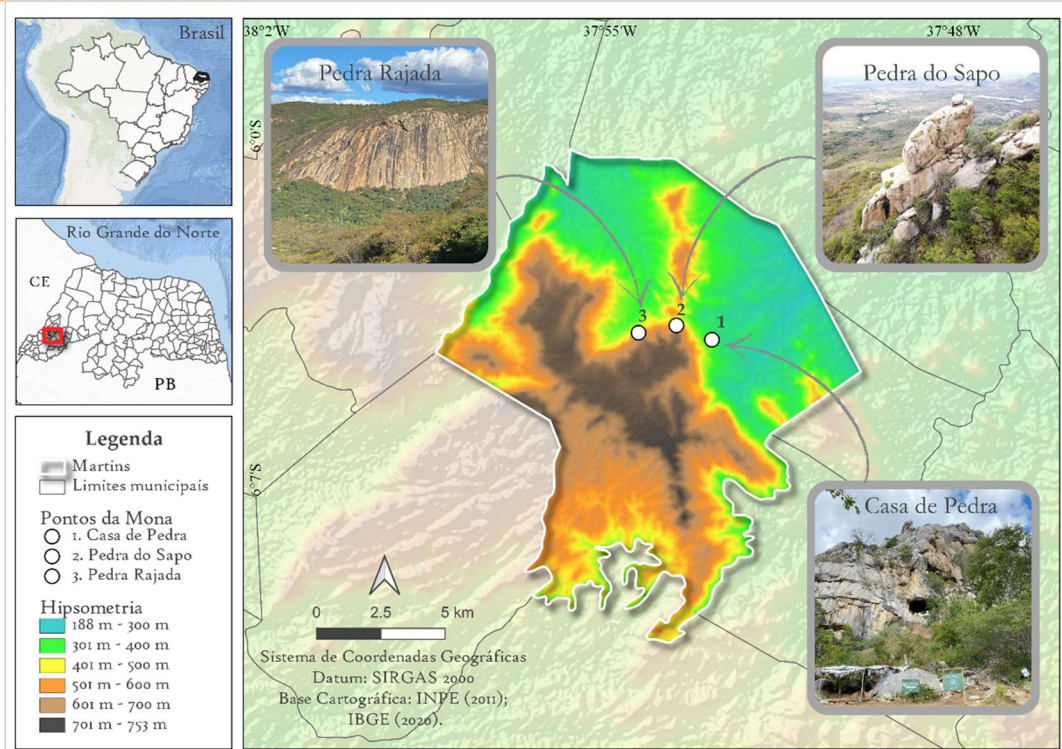 Brasil
Rio Grande do Norte
CE
PB
Legenda
Martins
Limites municipais
Pontos da Mona
1. Casa de Pedra
2. Pedra do Sapo
3. Pedra Rajada
Hipsometria
188 m - 300 m
301 m - 400 m
401 m - 500 m
501 m - 600 m
601 m - 700 m
701 m - 753 m
38°2'W
37°55'W
37°48'W
6°0'S
6°7'S
Pedra Rajada
Pedra do Sapo
3
2
1
Casa de Pedra
0 2.5 5 km
Sistema de Coordenadas Geográficas
Datum: SIRGAS 2000
Base Cartográfica: INPE (2011);
IBGE (2020).